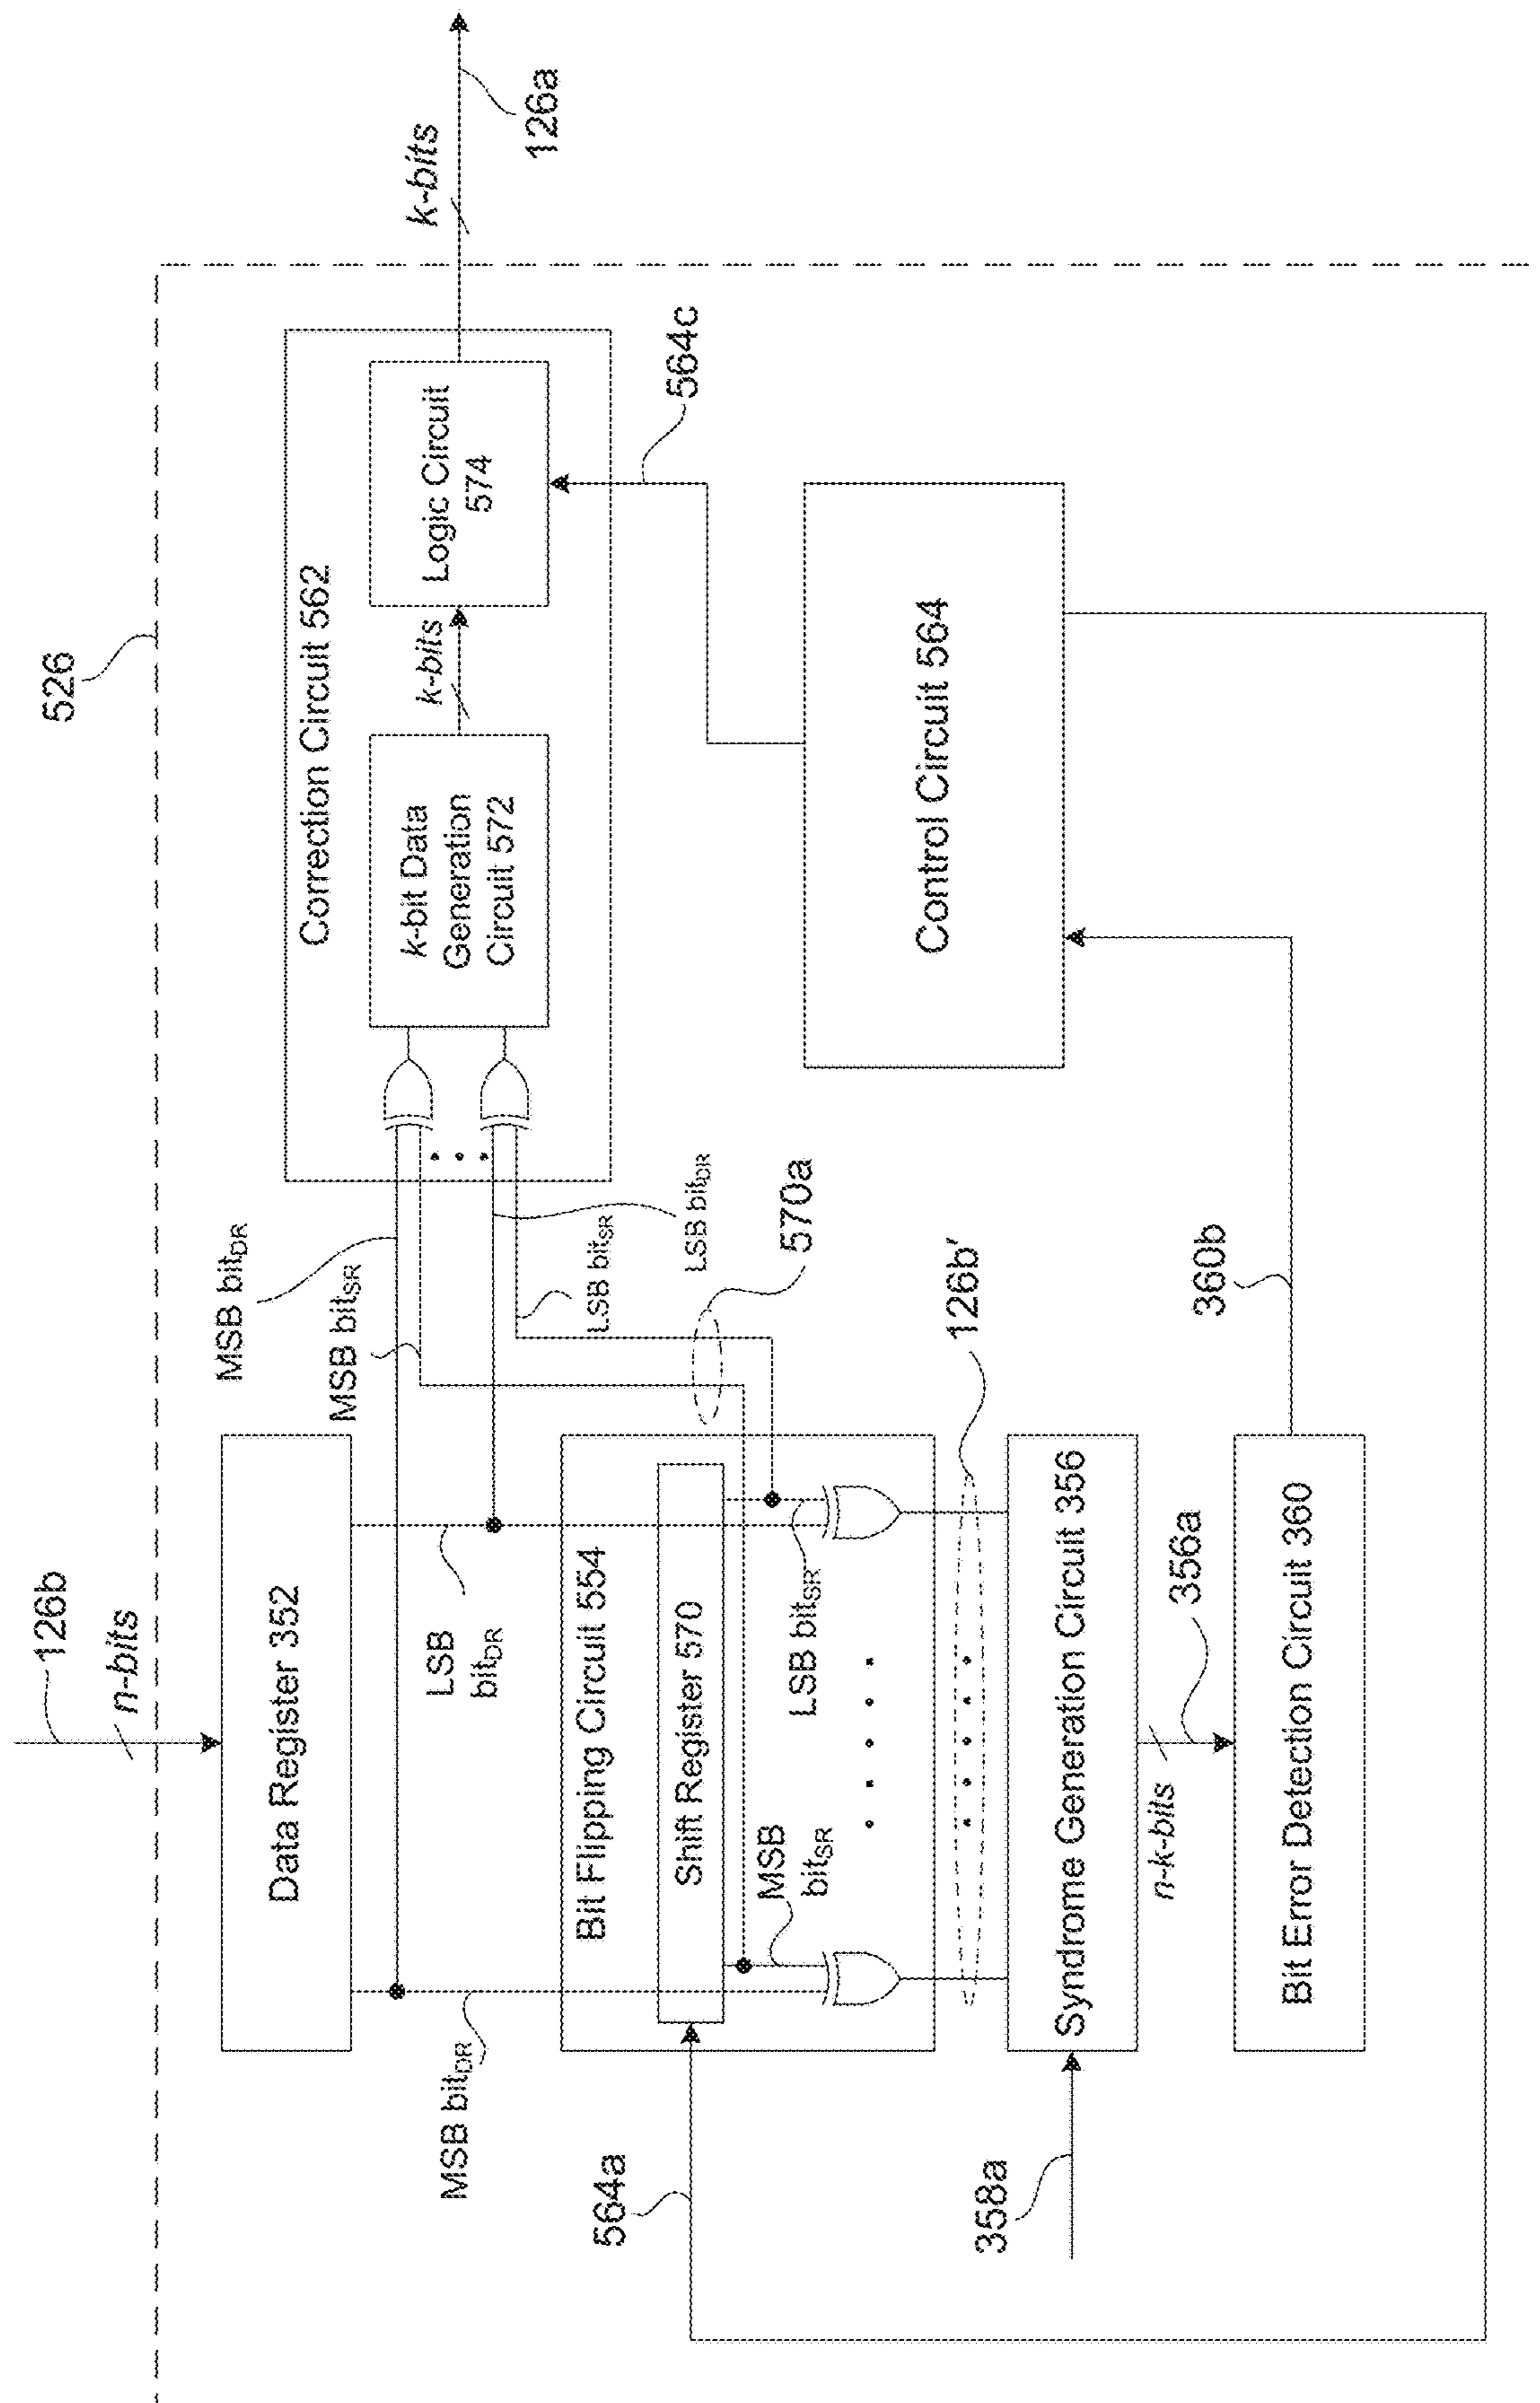 526
126b
n-bits
Data Register 352
MSB bitDR
LSB
bitDR
MSB bitDR
MSB bitSR
LSB bitSR
LSB bitDR
Correction Circuit 562
k-bit Data
Generation
Circuit 572
k-bits
Logic Circuit
574
k-bits
126a
564a
Bit Flipping Circuit 554
Shift Register 570
MSB
bitSR
LSB bitSR
570a
126b'
564c
Control Circuit 564
358a
Syndrome Generation Circuit 356
n-k-bits
356a
Bit Error Detection Circuit 360
360b